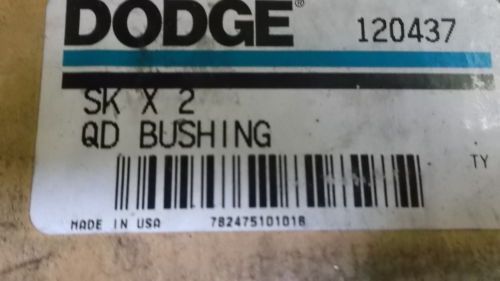 DODGE® 120437
SK X 2
QD BUSHING
TY
MADE IN USA 782475101018